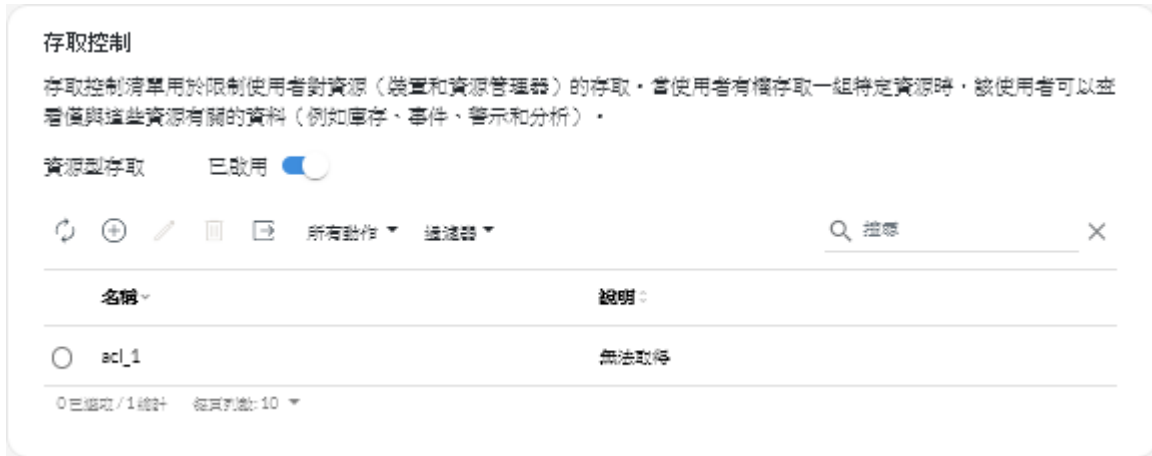 存取控制
存取控制清單用於限制使用者對資源（裝置和資源管理器）的存取。當使用者有權存取一組特定資源時，該使用者可以查
看僅與這些資源有關的資料（例如庫存、事件、警示和分析）。
資源型存取 已啟用
所有動作 過濾器 搜尋
名稱 說明
acl_1 無法取得
0 已選取 / 1 總計 每頁列數: 10